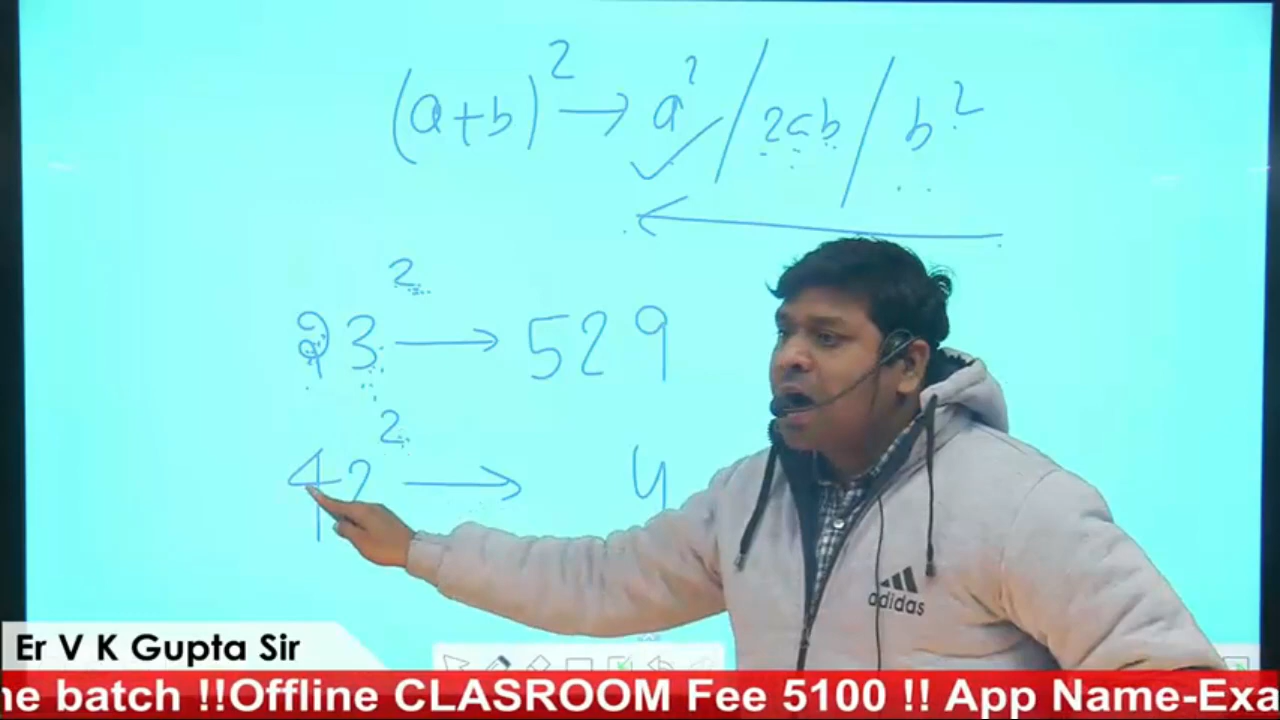 (a+b)² → a² / 2ab / b²
23² → 529
42² → 4
adidas
Er V K Gupta Sir
ne batch !!Offline CLASROOM Fee 5100 !! App Name-Exa